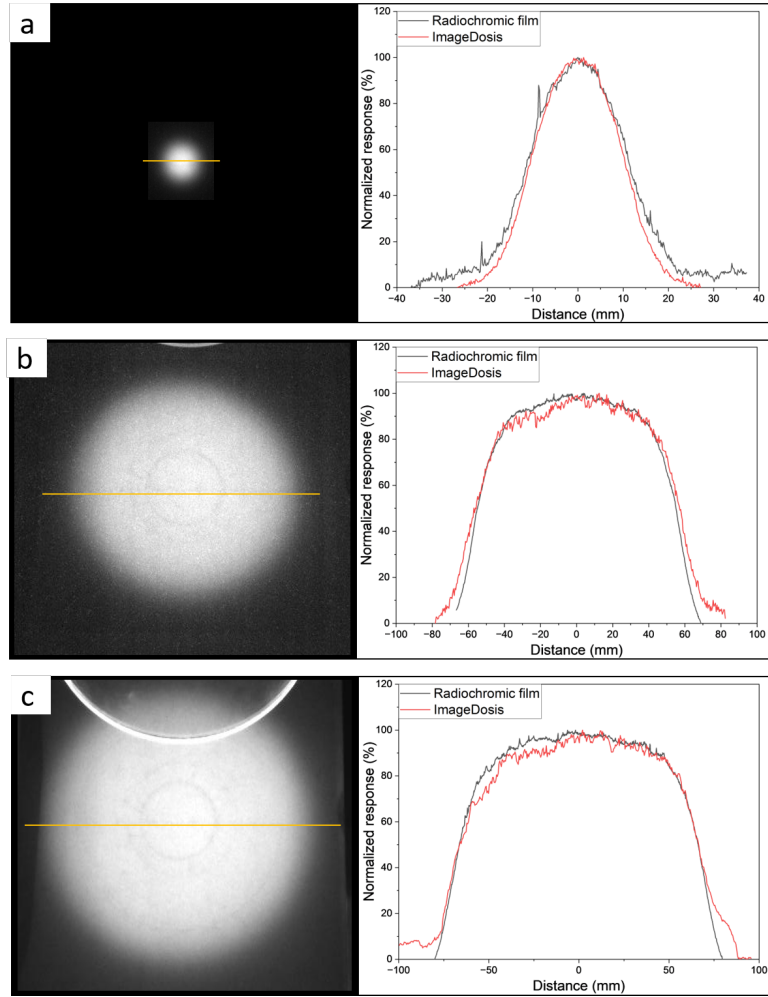 a
120
Radiochromic film
ImageDosis
100
80
60
40
20
0
Normalized response (%)
−40 −30 −20 −10 0 10 20 30 40
Distance (mm)
b
120
Radiochromic film
ImageDosis
100
80
60
40
20
0
Normalized response (%)
−100 −80 −60 −40 −20 0 20 40 60 80 100
Distance (mm)
c
120
Radiochromic film
ImageDosis
100
80
60
40
20
0
Normalized response (%)
−100 −50 0 50 100
Distance (mm)